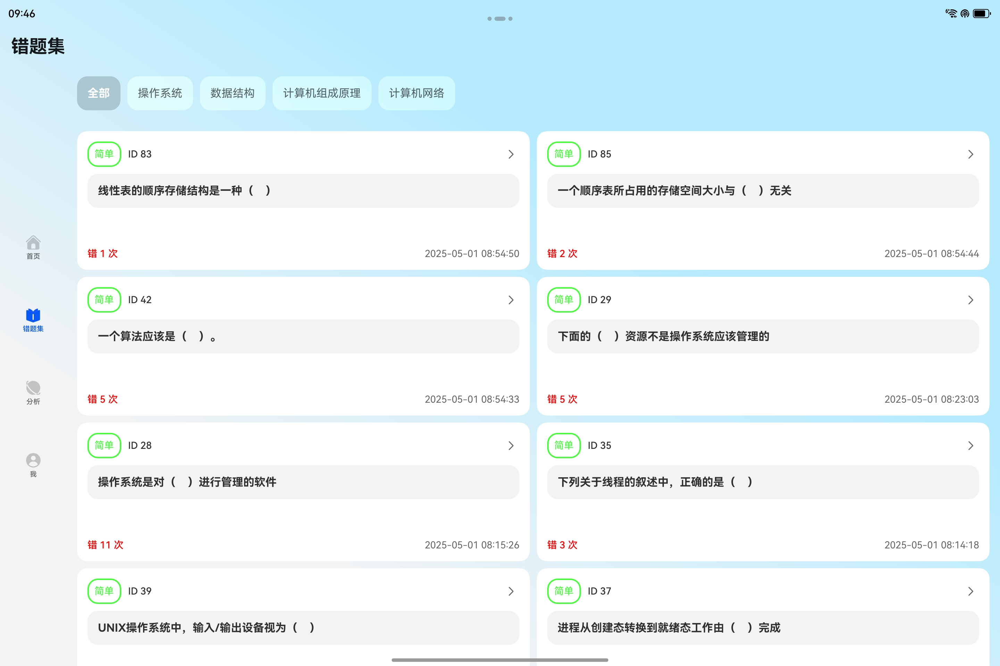 09:46
错题集
全部 操作系统 数据结构 计算机组成原理 计算机网络
简单 ID 83
线性表的顺序存储结构是一种（　）
错 1 次 2025-05-01 08:54:50
简单 ID 85
一个顺序表所占用的存储空间大小与（　）无关
错 2 次 2025-05-01 08:54:44
简单 ID 42
一个算法应该是（　）。
错 5 次 2025-05-01 08:54:33
简单 ID 29
下面的（　）资源不是操作系统应该管理的
错 5 次 2025-05-01 08:23:03
简单 ID 28
操作系统是对（　）进行管理的软件
错 11 次 2025-05-01 08:15:26
简单 ID 35
下列关于线程的叙述中，正确的是（　）
错 3 次 2025-05-01 08:14:18
简单 ID 39
UNIX操作系统中，输入/输出设备视为（　）
简单 ID 37
进程从创建态转换到就绪态工作由（　）完成
首页
错题集
分析
我